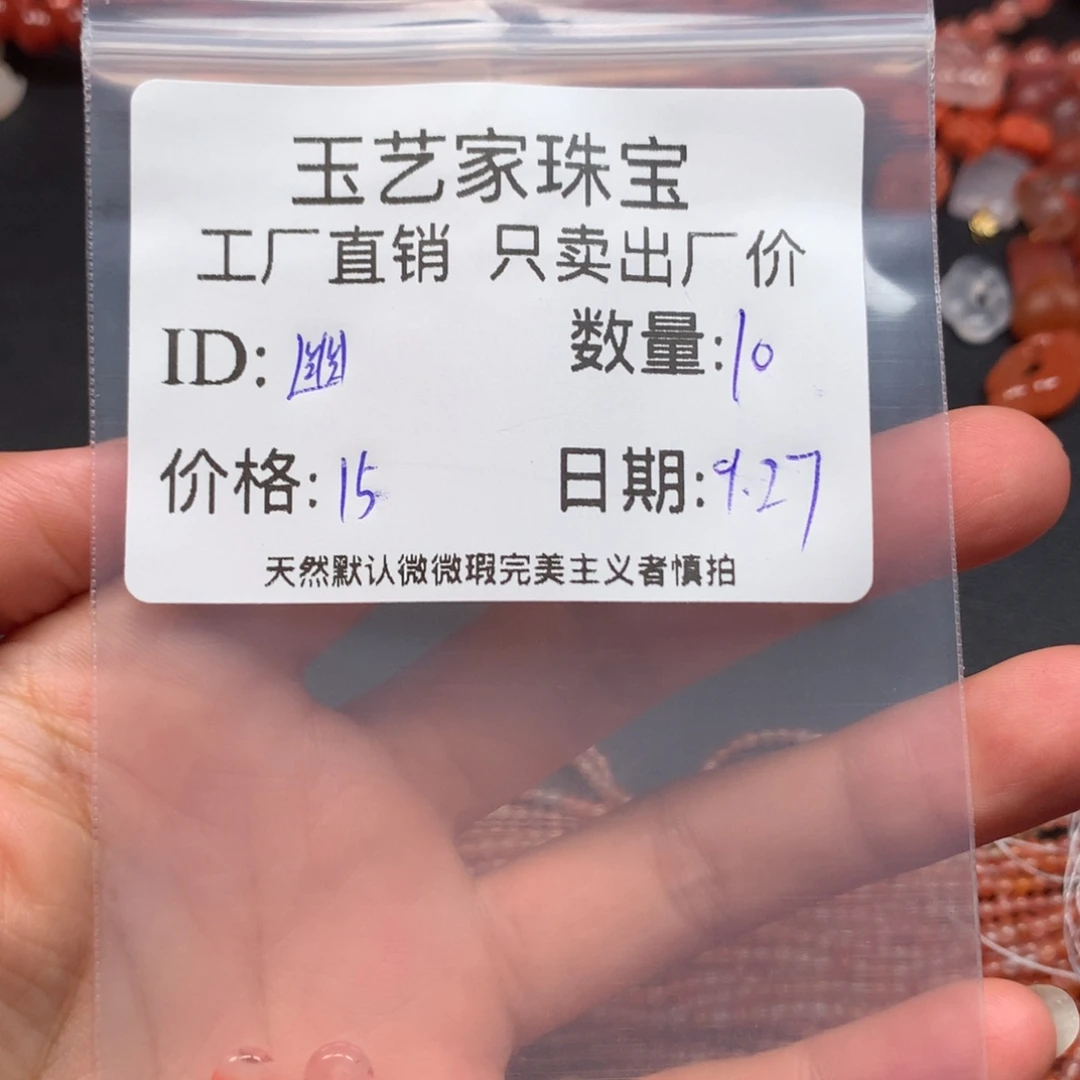 玉艺家珠宝
工厂直销 只卖出厂价
ID: 幽 数量: 10
价格: 15 日期: 9.27
天然默认微微瑕完美主义者慎拍